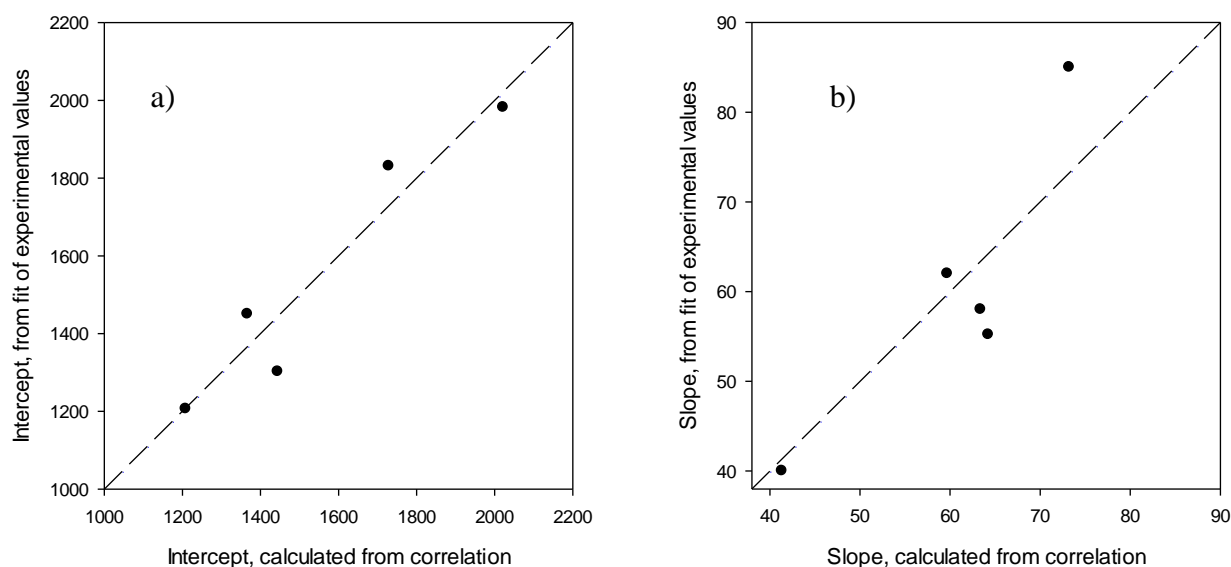 a)
Intercept, from fit of experimental values
2200
2000
1800
1600
1400
1200
1000
1000 1200 1400 1600 1800 2000 2200
Intercept, calculated from correlation
b)
Slope, from fit of experimental values
90
80
70
60
50
40
40 50 60 70 80 90
Slope, calculated from correlation